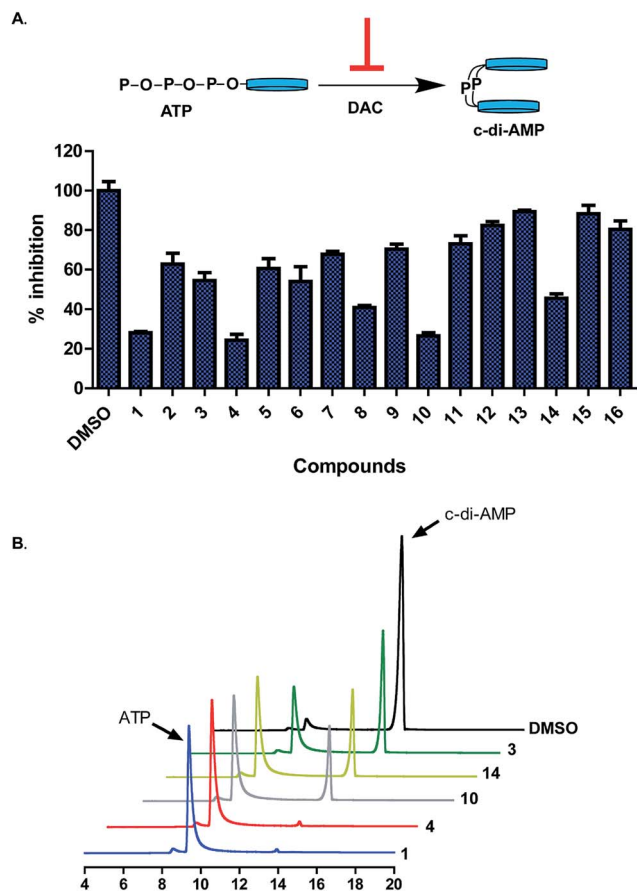 A.
P-O-P-O-P-O
ATP
DAC
PP
c-di-AMP
% inhibition
120
100
80
60
40
20
0
DMSO 1 2 3 4 5 6 7 8 9 10 11 12 13 14 15 16
Compounds
B.
c-di-AMP
ATP
DMSO
3
14
10
4
1
4 6 8 10 12 14 16 18 20